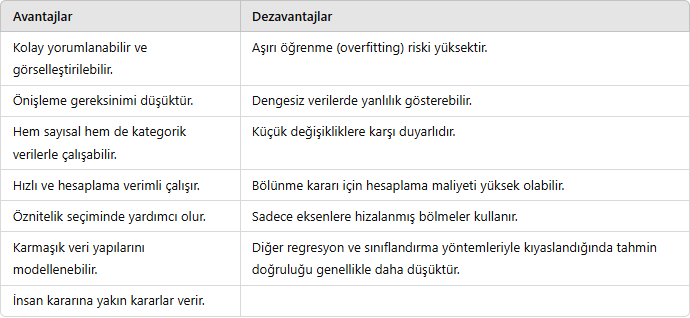 Avantajlar
Dezavantajlar
Kolay yorumlanabilir ve
görselleştirilebilir.
Aşırı öğrenme (overfitting) riski yüksektir.
Önişleme gereksinimi düşüktür.
Dengesiz verilerde yanlılık gösterebilir.
Hem sayısal hem de kategorik
verilerle çalışabilir.
Küçük değişikliklere karşı duyarlıdır.
Hızlı ve hesaplama verimli çalışır.
Bölünme kararı için hesaplama maliyeti yüksek olabilir.
Öznitelik seçiminde yardımcı olur.
Sadece eksenlere hizalanmış bölmeler kullanır.
Karmaşık veri yapılarını
modellenebilir.
Diğer regresyon ve sınıflandırma yöntemleriyle kıyaslandığında tahmin
doğruluğu genellikle daha düşüktür.
İnsan kararına yakın kararlar verir.